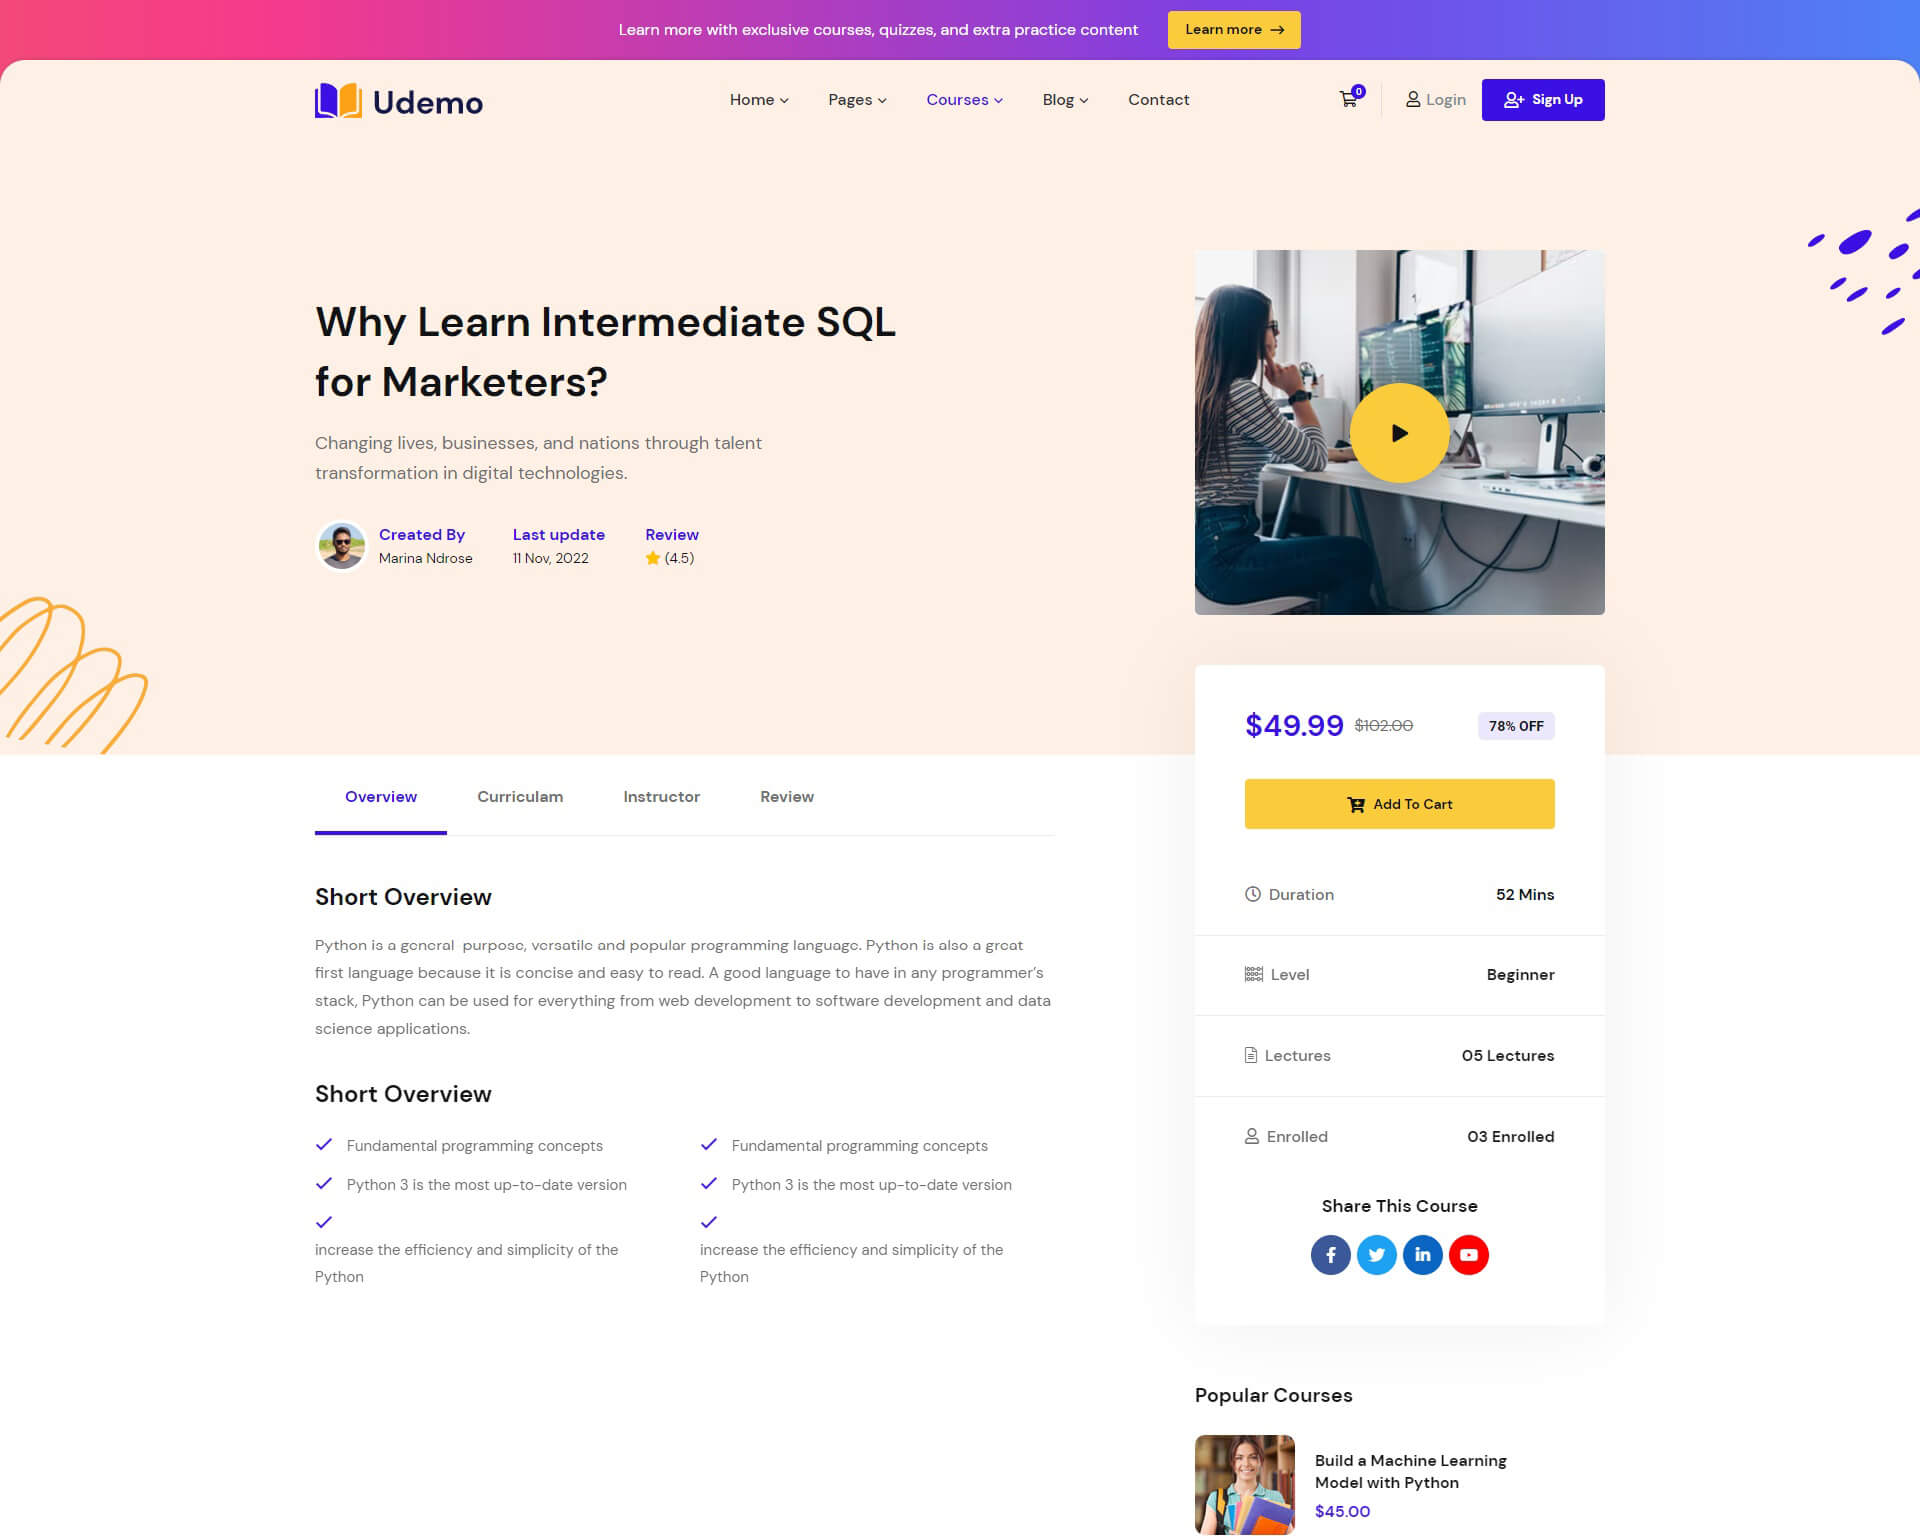 Learn more with exclusive courses, quizzes, and extra practice content
Learn more
Udemo
Home
Pages
Courses
Blog
Contact
0
Login
Sign Up
Why Learn Intermediate SQL
for Marketers?
Changing lives, businesses, and nations through talent
transformation in digital technologies.
Created By
Marina Ndrose
Last update
11 Nov, 2022
Review
(4.5)
$49.99 $102.00
78% OFF
Add To Cart
Duration
52 Mins
Level
Beginner
Lectures
05 Lectures
Enrolled
03 Enrolled
Share This Course
Overview
Curriculam
Instructor
Review
Short Overview
Python is a general purpose, versatile and popular programming language. Python is also a great
first language because it is concise and easy to read. A good language to have in any programmer's
stack, Python can be used for everything from web development to software development and data
science applications.
Short Overview
Fundamental programming concepts
Python 3 is the most up-to-date version
increase the efficiency and simplicity of the
Python
Fundamental programming concepts
Python 3 is the most up-to-date version
increase the efficiency and simplicity of the
Python
Popular Courses
Build a Machine Learning
Model with Python
$45.00